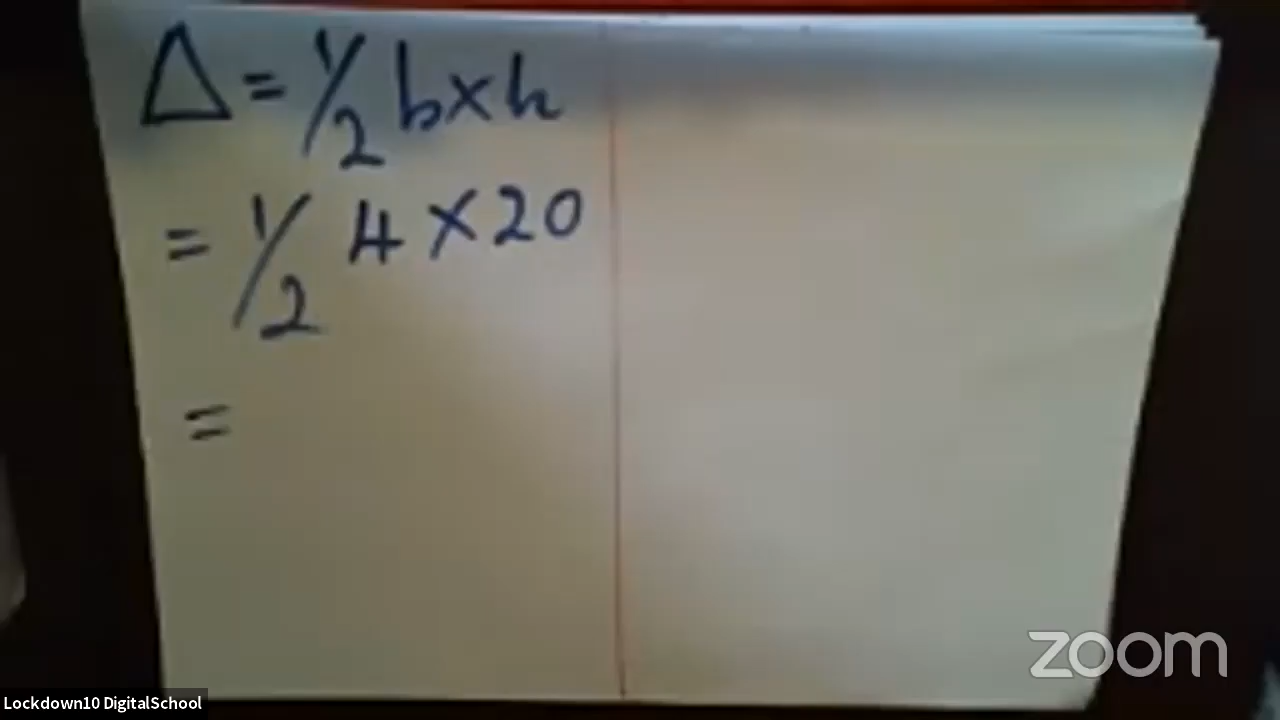 Δ = 1/2 b x h
= 1/2 4 x 20
=
zoom
Lockdown10 DigitalSchool